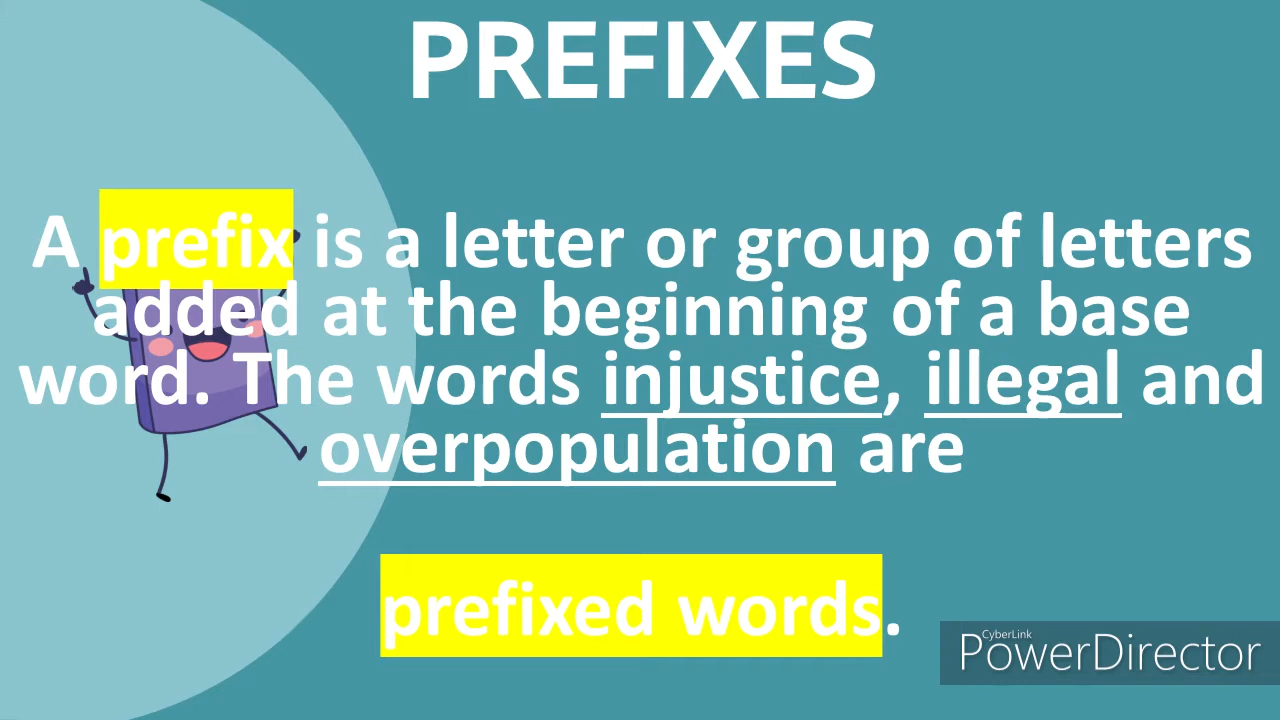 PREFIXES
A prefix is a letter or group of letters
added at the beginning of a base
word. The words injustice, illegal and
overpopulation are
prefixed words.
CyberLink
PowerDirector